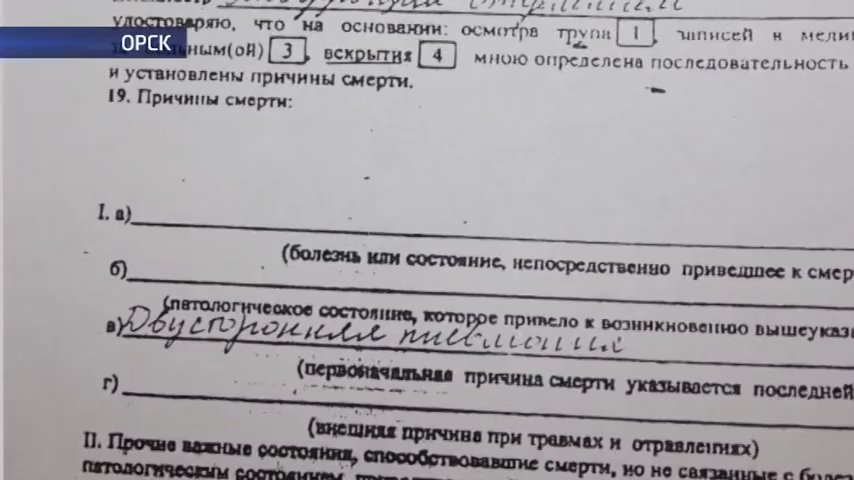 ОРСК
удостоверяю, что на основании: осмотра трупа 1, записей в меди
ным(ой) 3, вскрытия 4 мною определена последовательность
и установлены причины смерти.
19. Причины смерти:
I. а)
(болезнь или состояние, непосредственно приведшее к смер
б)
(патологическое состояние, которое привело к возникновению вышеуказ
в) Двусторонняя пневмония
(первоначальная причина смерти указывается последней
г)
(внешняя причина при травмах и отравлениях)
II. Прочие важные состояния, способствовавшие смерти, но не связанные с болез
патологическим состоянием,